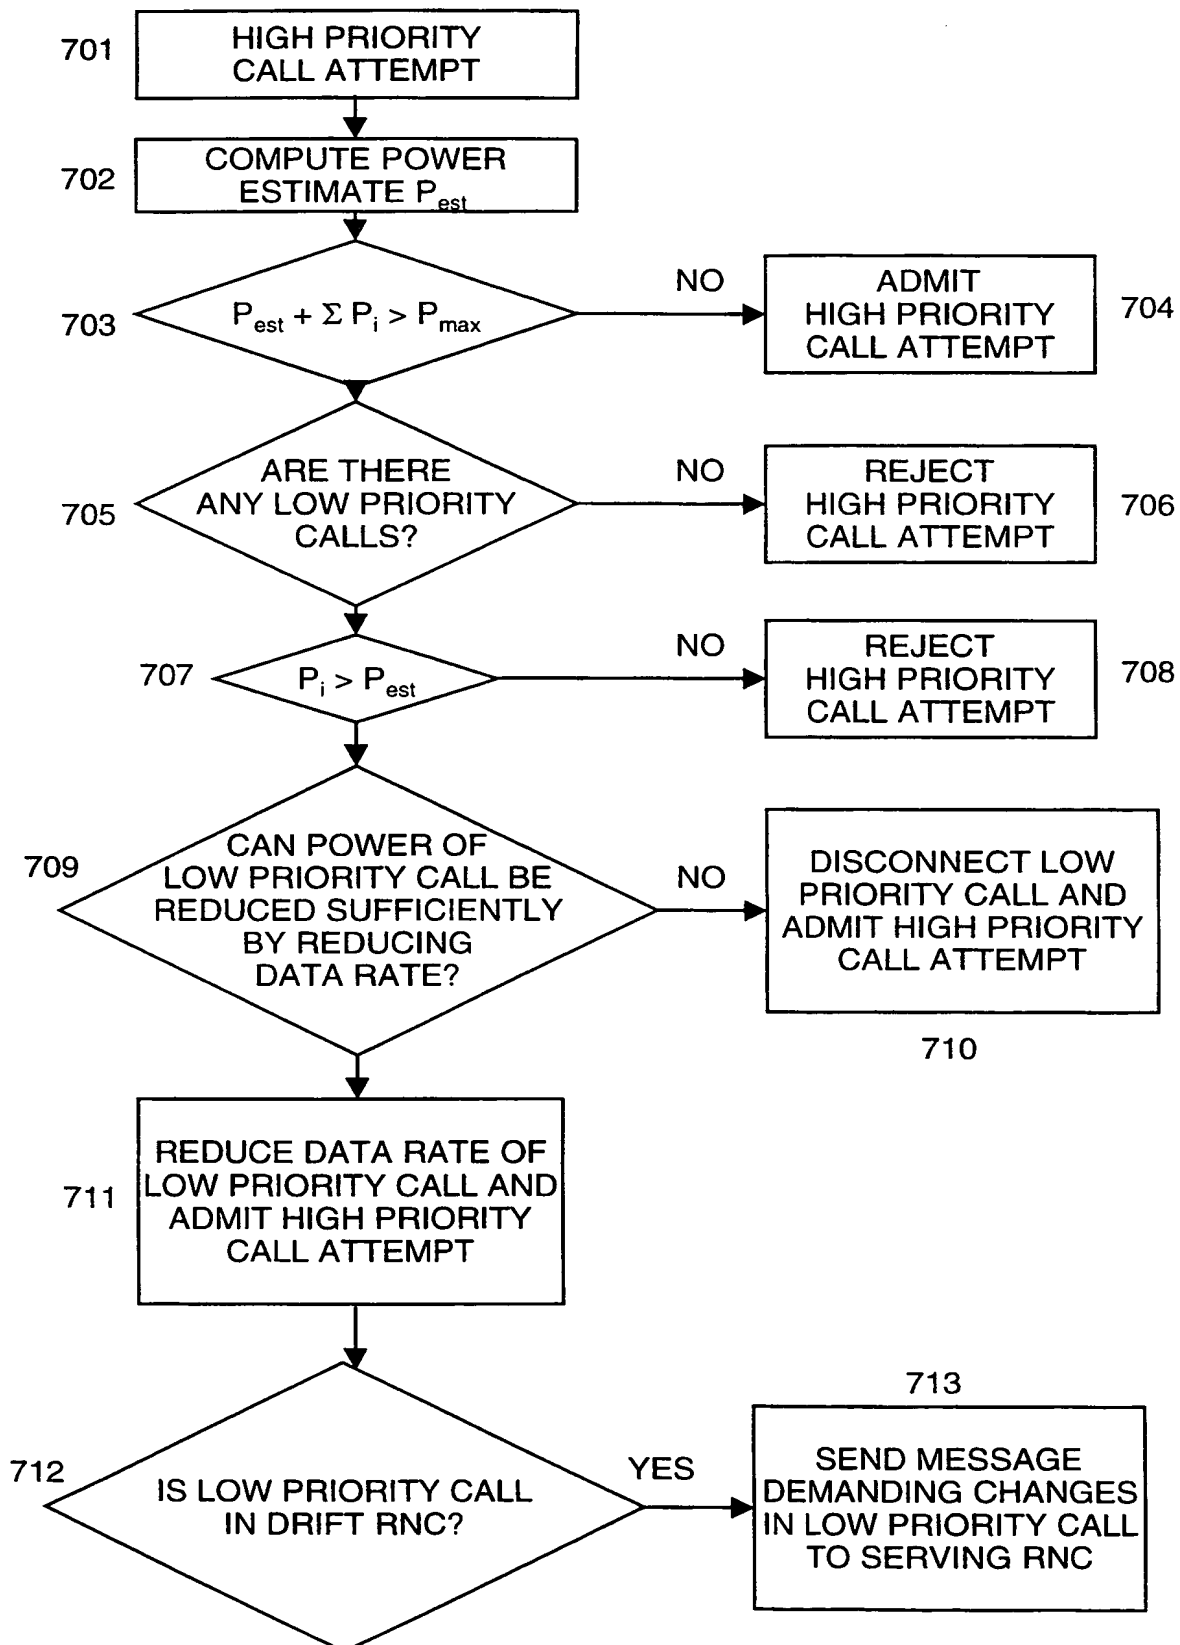 701
HIGH PRIORITY
CALL ATTEMPT
702
COMPUTE POWER
ESTIMATE Pest
703
Pest + Σ Pi > Pmax
NO
ADMIT
HIGH PRIORITY
CALL ATTEMPT
704
705
ARE THERE
ANY LOW PRIORITY
CALLS?
NO
REJECT
HIGH PRIORITY
CALL ATTEMPT
706
707
Pi > Pest
NO
REJECT
HIGH PRIORITY
CALL ATTEMPT
708
709
CAN POWER OF
LOW PRIORITY CALL BE
REDUCED SUFFICIENTLY
BY REDUCING
DATA RATE?
NO
DISCONNECT LOW
PRIORITY CALL AND
ADMIT HIGH PRIORITY
CALL ATTEMPT
710
711
REDUCE DATA RATE OF
LOW PRIORITY CALL AND
ADMIT HIGH PRIORITY
CALL ATTEMPT
712
IS LOW PRIORITY CALL
IN DRIFT RNC?
YES
713
SEND MESSAGE
DEMANDING CHANGES
IN LOW PRIORITY CALL
TO SERVING RNC